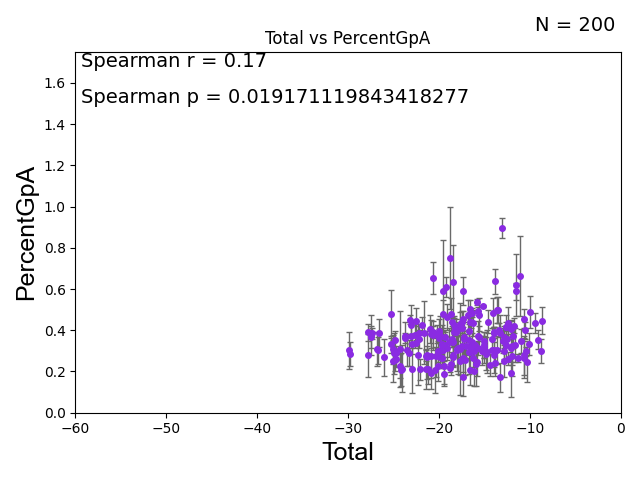 N = 200
Total vs PercentGpA
Spearman r = 0.17
Spearman p = 0.019171119843418277
PercentGpA
1.6
1.4
1.2
1.0
0.8
0.6
0.4
0.2
0.0
−60
−50
−40
−30
−20
−10
0
Total